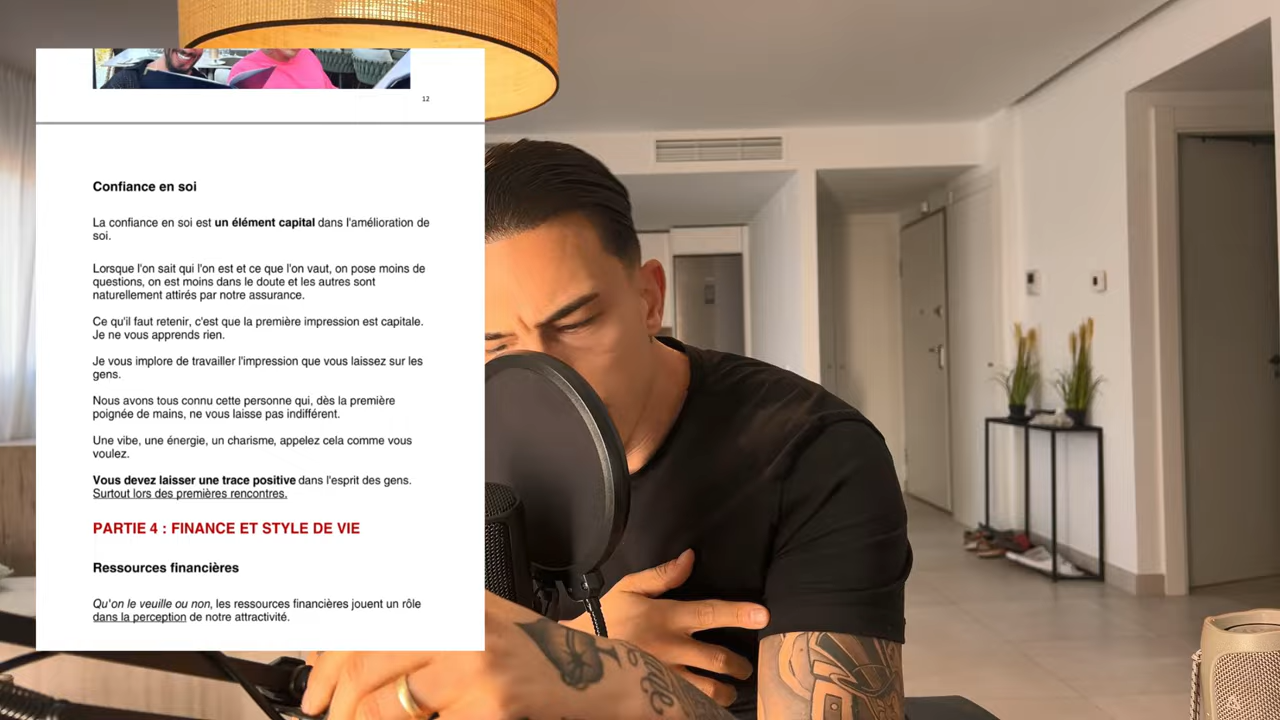 12
Confiance en soi
La confiance en soi est un élément capital dans l'amélioration de
soi.
Lorsque l'on sait qui l'on est et ce que l'on vaut, on pose moins de
questions, on est moins dans le doute et les autres sont
naturellement attirés par notre assurance.
Ce qu'il faut retenir, c'est que la première impression est capitale.
Je ne vous apprends rien.
Je vous implore de travailler l'impression que vous laissez sur les
gens.
Nous avons tous connu cette personne qui, dès la première
poignée de mains, ne vous laisse pas indifférent.
Une vibe, une énergie, un charisme, appelez cela comme vous
voulez.
Vous devez laisser une trace positive dans l'esprit des gens.
Surtout lors des premières rencontres.
PARTIE 4 : FINANCE ET STYLE DE VIE
Ressources financières
Qu'on le veuille ou non, les ressources financières jouent un rôle
dans la perception de notre attractivité.